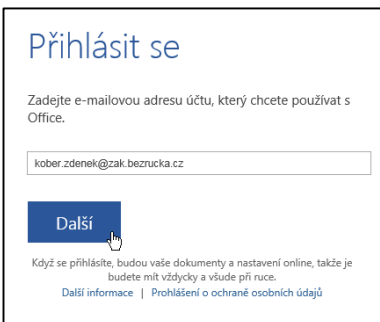 Přihlásit se
Zadejte e-mailovou adresu účtu, který chcete používat s
Office.
kober.zdenek@zak.bezrucka.cz
Další
Když se přihlásíte, budou vaše dokumenty a nastavení online, takže je
budete mít vždycky a všude při ruce.
Další informace | Prohlášení o ochraně osobních údajů